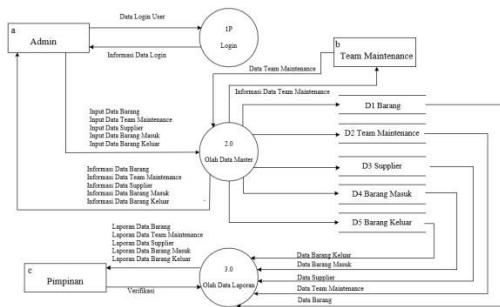 a
Admin
Data Login User
Informasi Data Login
1P
Login
b
Team Maintenance
Data Team Maintenance
Informasi Data Team Maintenance
Input Data Barang
Input Data Team Maintenance
Input Data Supplier
Input Data Barang Masuk
Input Data Barang Keluar
2.0
Olah Data Master
Informasi Data Barang
Informasi Data Team Maintenance
Informasi Data Supplier
Informasi Data Barang Masuk
Informasi Data Barang Keluar
D1 Barang
D2 Team Maintenance
D3 Supplier
D4 Barang Masuk
D5 Barang Keluar
Laporan Data Barang
Laporan Data Team Maintenance
Laporan Data Supplier
Laporan Data Barang Masuk
Laporan Data Barang Keluar
c
Pimpinan
Verifikasi
3.0
Olah Data Laporan
Data Barang Keluar
Data Barang Masuk
Data Supplier
Data Team Maintenance
Data Barang